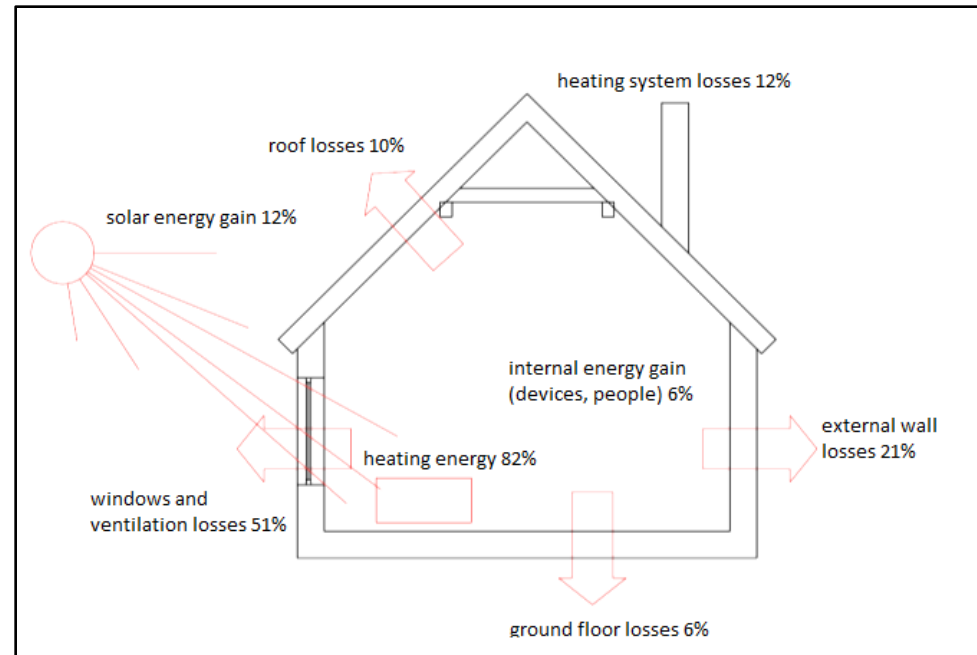 heating system losses 12%
roof losses 10%
solar energy gain 12%
internal energy gain
(devices, people) 6%
external wall
losses 21%
heating energy 82%
windows and
ventilation losses 51%
ground floor losses 6%